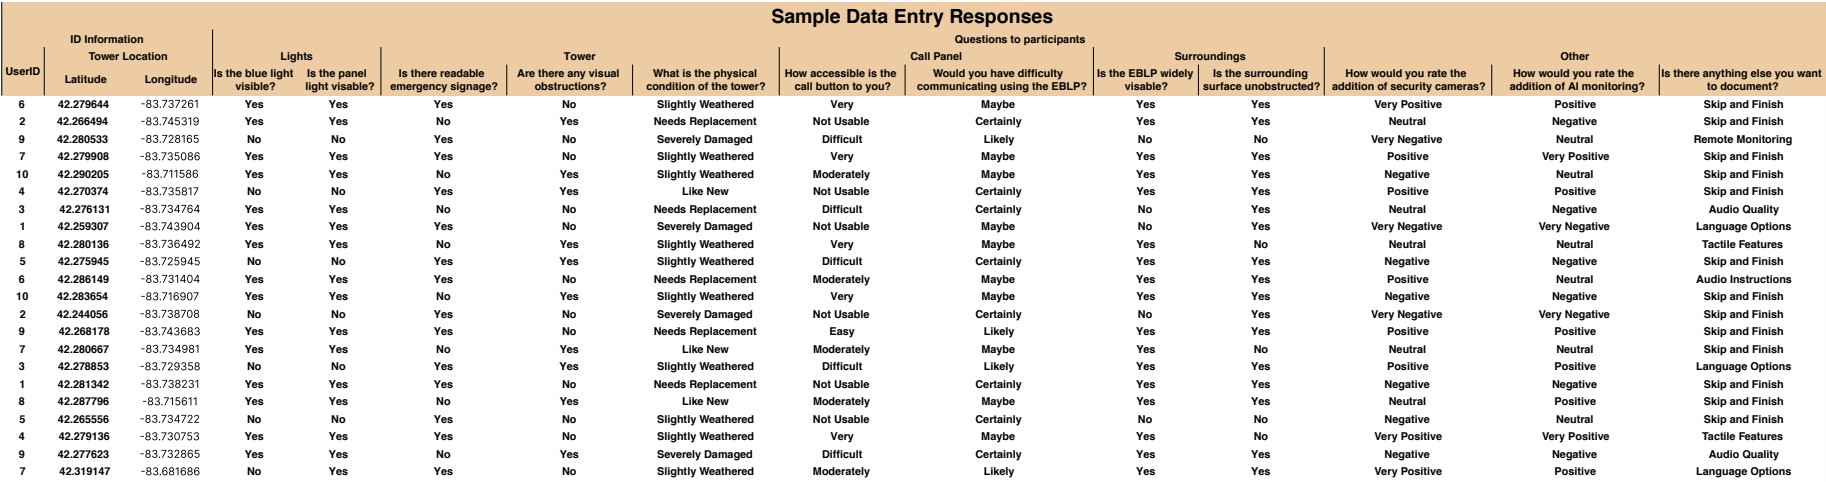 Sample Data Entry Responses
ID Information Questions to participants
Tower Location Lights Tower Call Panel Surroundings Other
UserID Latitude Longitude Is the blue light visible? Is the panel light visable? Is there readable emergency signage? Are there any visual obstructions? What is the physical condition of the tower? How accessible is the call button to you? Would you have difficulty communicating using the EBLP? Is the EBLP widely visable? Is the surrounding surface unobstructed? How would you rate the addition of security cameras? How would you rate the addition of AI monitoring? Is there anything else you want to document?
6 42.279644 -83.737261 Yes Yes Yes No Slightly Weathered Very Maybe Yes Yes Very Positive Positive Skip and Finish
2 42.266494 -83.745319 Yes Yes No Yes Needs Replacement Not Usable Certainly Yes Yes Neutral Negative Skip and Finish
9 42.280533 -83.728165 No No Yes No Severely Damaged Difficult Likely No No Very Negative Neutral Remote Monitoring
7 42.279908 -83.735086 Yes Yes Yes No Slightly Weathered Very Maybe Yes Yes Positive Very Positive Skip and Finish
10 42.290205 -83.711586 Yes Yes No Yes Slightly Weathered Moderately Maybe Yes Yes Negative Neutral Skip and Finish
4 42.270374 -83.735817 No No Yes Yes Like New Not Usable Certainly Yes Yes Positive Positive Skip and Finish
3 42.276131 -83.734764 Yes Yes No No Needs Replacement Difficult Certainly No Yes Neutral Negative Audio Quality
1 42.259307 -83.743904 Yes Yes Yes No Severely Damaged Not Usable Maybe No Yes Very Negative Very Negative Language Options
8 42.280136 -83.736492 Yes Yes No Yes Slightly Weathered Very Maybe Yes No Neutral Neutral Tactile Features
5 42.275945 -83.725945 No No Yes Yes Slightly Weathered Difficult Certainly Yes Yes Negative Negative Skip and Finish
6 42.286149 -83.731404 Yes Yes Yes No Needs Replacement Moderately Maybe Yes Yes Positive Neutral Audio Instructions
10 42.283654 -83.716907 Yes Yes No Yes Slightly Weathered Very Maybe Yes Yes Negative Negative Skip and Finish
2 42.244056 -83.738708 No No Yes No Severely Damaged Not Usable Certainly No Yes Very Negative Very Negative Skip and Finish
9 42.268178 -83.743683 Yes Yes Yes No Needs Replacement Easy Likely Yes Yes Positive Positive Skip and Finish
7 42.280667 -83.734981 Yes Yes No Yes Like New Moderately Maybe Yes No Neutral Neutral Skip and Finish
3 42.278853 -83.729358 No No Yes Yes Slightly Weathered Difficult Likely Yes Yes Positive Positive Language Options
1 42.281342 -83.738231 Yes Yes Yes No Needs Replacement Not Usable Certainly Yes Yes Negative Negative Skip and Finish
8 42.287796 -83.715611 Yes Yes No Yes Like New Moderately Maybe Yes Yes Neutral Positive Skip and Finish
5 42.265556 -83.734722 No No Yes No Slightly Weathered Not Usable Certainly No No Negative Neutral Skip and Finish
4 42.279136 -83.730753 Yes Yes Yes No Slightly Weathered Very Maybe Yes No Very Positive Very Positive Tactile Features
9 42.277623 -83.732865 Yes Yes No Yes Severely Damaged Difficult Certainly Yes Yes Negative Negative Audio Quality
7 42.319147 -83.681686 No Yes Yes No Slightly Weathered Moderately Likely Yes Yes Very Positive Positive Language Options